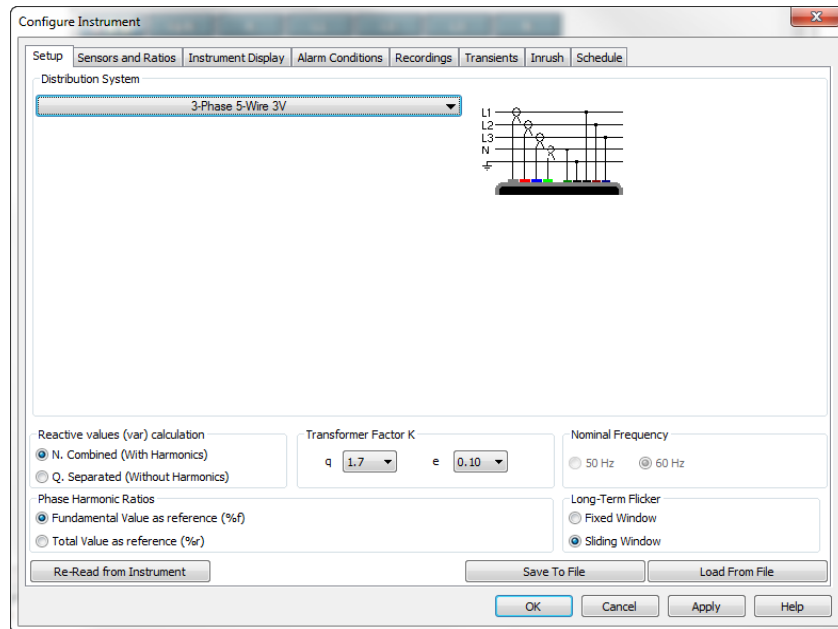 Configure Instrument
Setup Sensors and Ratios Instrument Display Alarm Conditions Recordings Transients Inrush Schedule
Distribution System
3-Phase 5-Wire 3V
L1
L2
L3
N
Reactive values (var) calculation
N. Combined (With Harmonics)
Q. Separated (Without Harmonics)
Transformer Factor K
q 1.7 e 0.10
Nominal Frequency
50 Hz 60 Hz
Phase Harmonic Ratios
Fundamental Value as reference (%f)
Total Value as reference (%r)
Long-Term Flicker
Fixed Window
Sliding Window
Re-Read from Instrument Save To File Load From File
OK Cancel Apply Help